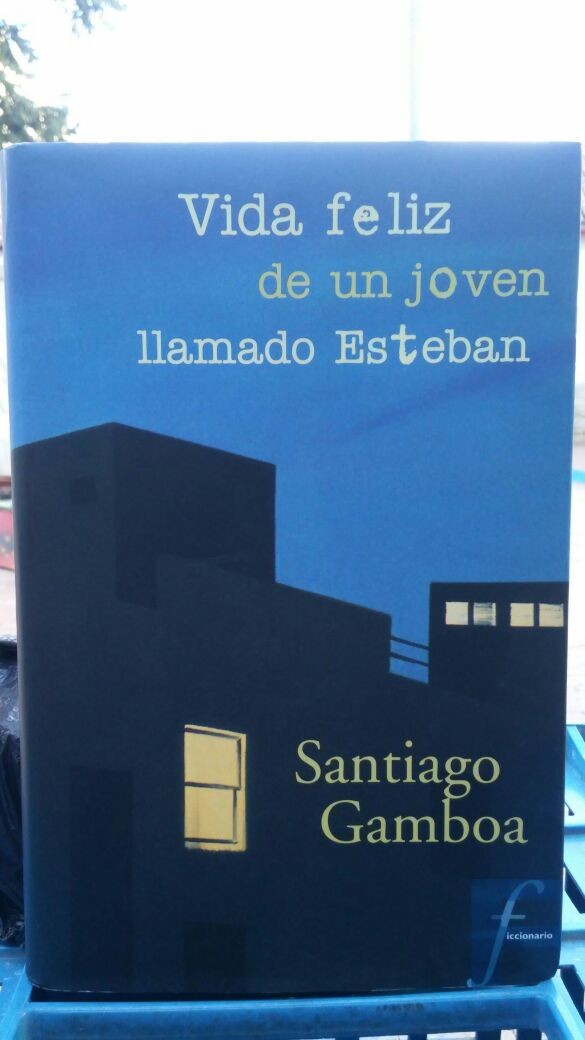 Vida feliz
de un joven
llamado Esteban
Santiago
Gamboa
ficcionario